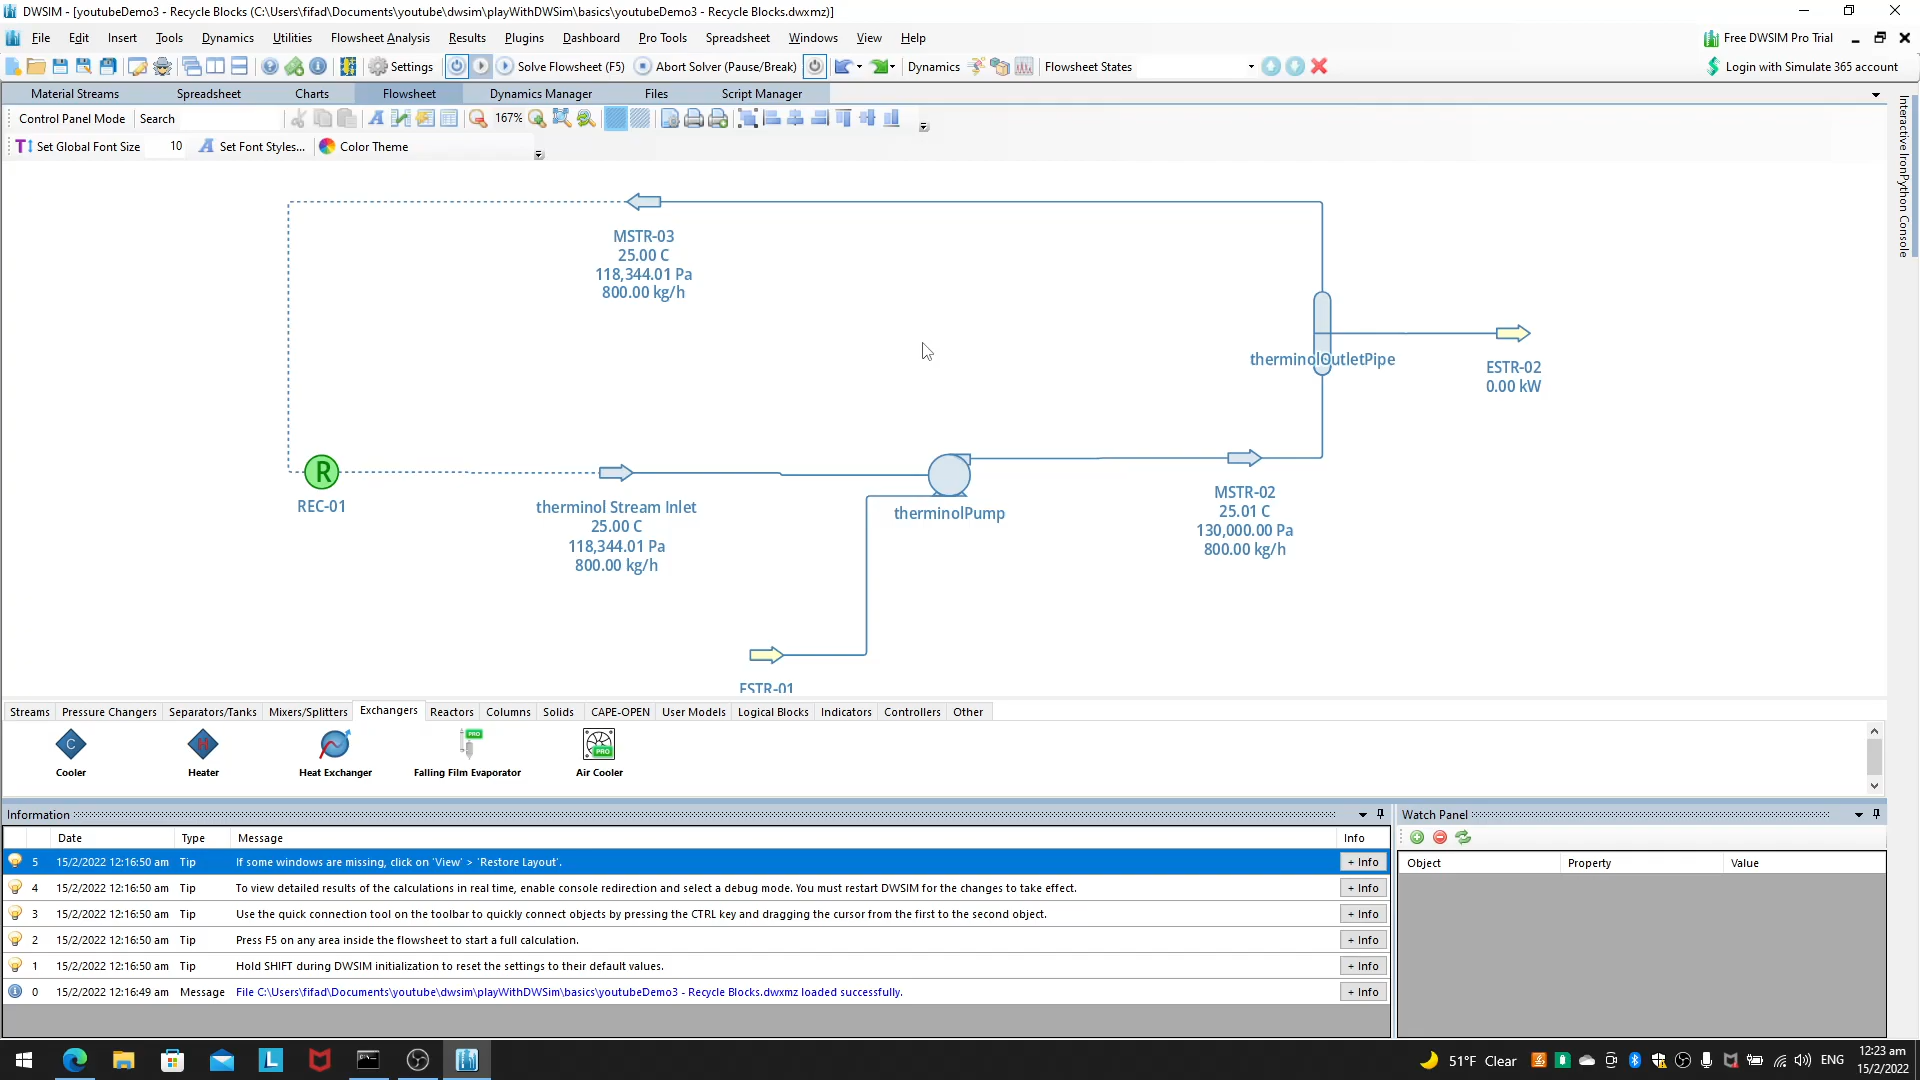 DWSIM - [youtubeDemo3 - Recycle Blocks (C:\Users\fifad\Documents\youtube\dwsim\playWithDWSim\basics\youtubeDemo3 - Recycle Blocks.dwxmz)]
File Edit Insert Tools Dynamics Utilities Flowsheet Analysis Results Plugins Dashboard Pro Tools Spreadsheet Windows View Help Free DWSIM Pro Trial
Settings Solve Flowsheet (F5) Abort Solver (Pause/Break) Dynamics Flowsheet States Login with Simulate 365 account
Material Streams Spreadsheet Charts Flowsheet Dynamics Manager Files Script Manager
Control Panel Mode Search 167%
Set Global Font Size 10 Set Font Styles... Color Theme
Interactive IronPython Console
MSTR-03
25.00 C
118,344.01 Pa
800.00 kg/h
therminolOutletPipe
ESTR-02
0.00 kW
R
REC-01
therminol Stream Inlet
25.00 C
118,344.01 Pa
800.00 kg/h
therminolPump
MSTR-02
25.01 C
130,000.00 Pa
800.00 kg/h
ESTR-01
Streams Pressure Changers Separators/Tanks Mixers/Splitters Exchangers Reactors Columns Solids CAPE-OPEN User Models Logical Blocks Indicators Controllers Other
C H PRO PRO
Cooler Heater Heat Exchanger Falling Film Evaporator Air Cooler
Information Watch Panel
Date Type Message Info
Object Property Value
5 15/2/2022 12:16:50 am Tip If some windows are missing, click on 'View' > 'Restore Layout'. + Info
4 15/2/2022 12:16:50 am Tip To view detailed results of the calculations in real time, enable console redirection and select a debug mode. You must restart DWSIM for the changes to take effect. + Info
3 15/2/2022 12:16:50 am Tip Use the quick connection tool on the toolbar to quickly connect objects by pressing the CTRL key and dragging the cursor from the first to the second object. + Info
2 15/2/2022 12:16:50 am Tip Press F5 on any area inside the flowsheet to start a full calculation. + Info
1 15/2/2022 12:16:50 am Tip Hold SHIFT during DWSIM initialization to reset the settings to their default values. + Info
0 15/2/2022 12:16:49 am Message File C:\Users\fifad\Documents\youtube\dwsim\playWithDWSim\basics\youtubeDemo3 - Recycle Blocks.dwxmz loaded successfully. + Info
L 51°F Clear ENG 12:23 am
15/2/2022